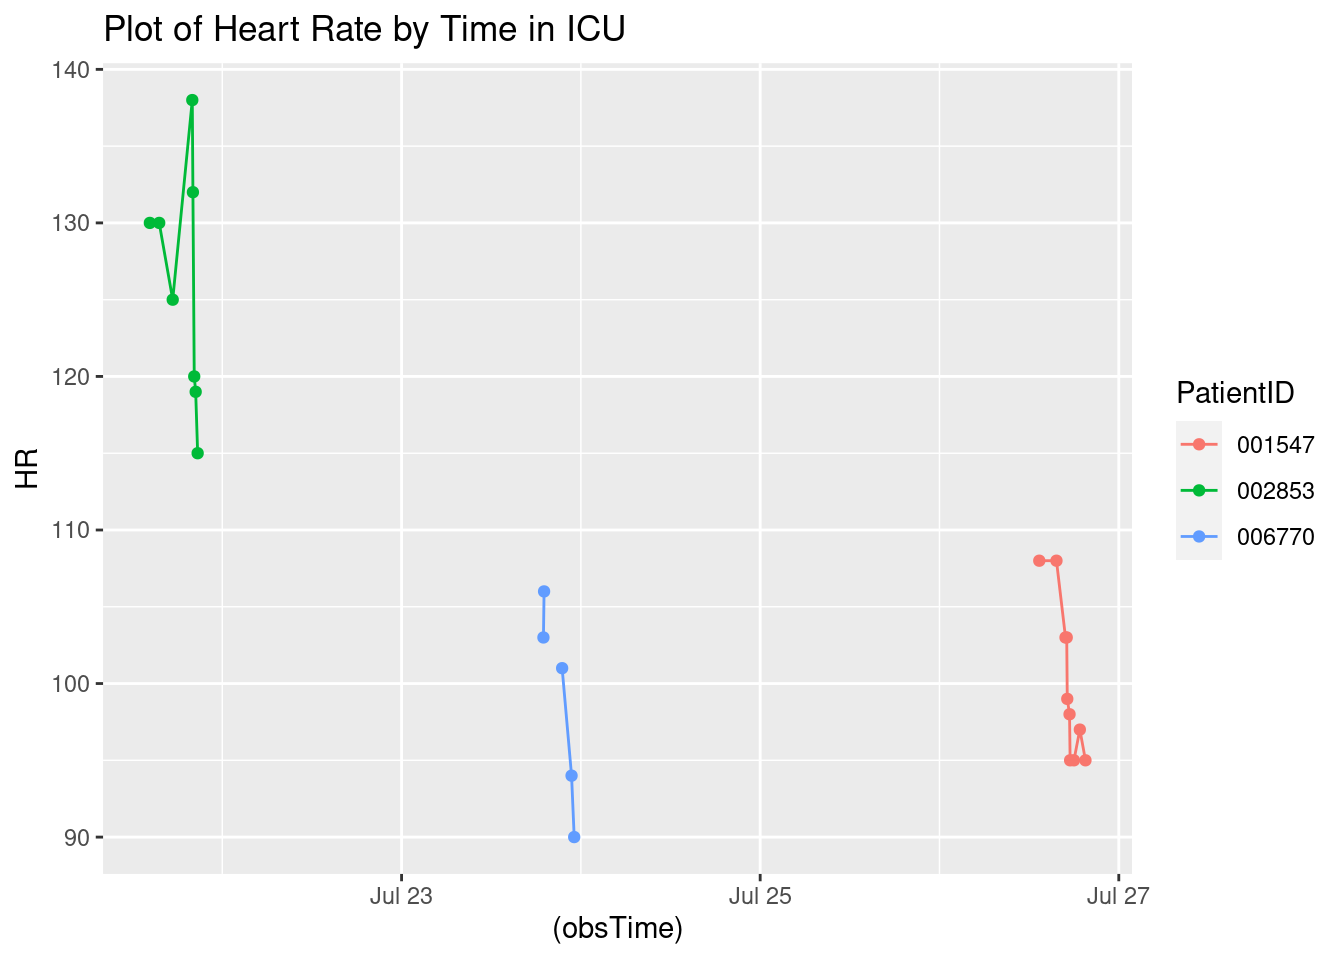 Plot of Heart Rate by Time in ICU
140
130
120
110
100
90
HR
Jul 23
Jul 25
Jul 27
(obsTime)
PatientID
001547
002853
006770